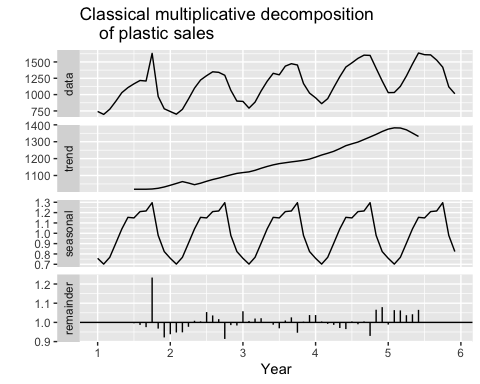 Classical multiplicative decomposition
of plastic sales
data
1500
1250
1000
750
trend
1400
1300
1200
1100
seasonal
1.3
1.2
1.1
1.0
0.9
0.8
0.7
remainder
1.2
1.1
1.0
0.9
1 2 3 4 5 6
Year